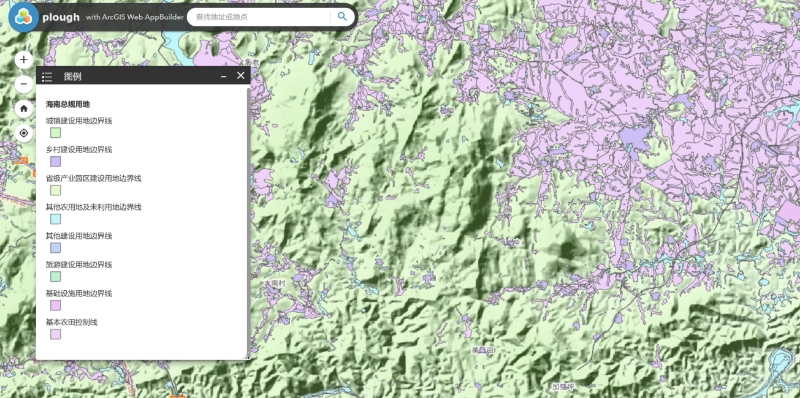 plough with ArcGIS Web AppBuilder 查找地址或地点
图例
海南总规用地
城镇建设用地边界线
乡村建设用地边界线
省级产业园区建设用地边界线
其他农用地及未利用地边界线
其他建设用地边界线
旅游建设用地边界线
基础设施用地边界线
基本农田控制线